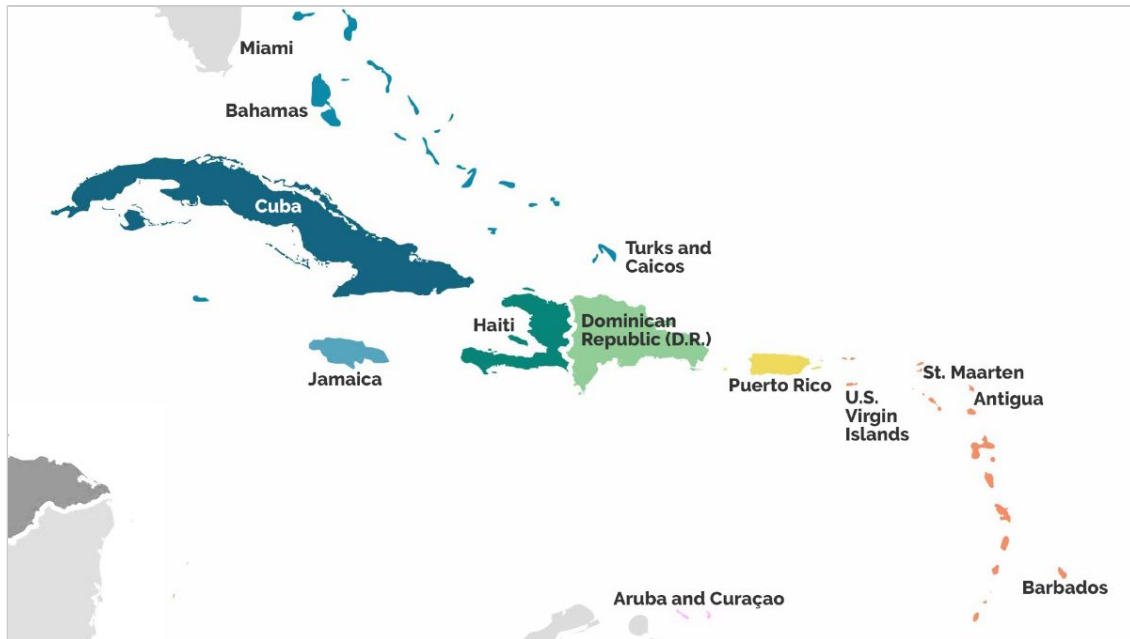 Miami
Bahamas
Cuba
Turks and
Caicos
Haiti
Dominican
Republic (D.R.)
Jamaica
Puerto Rico
St. Maarten
U.S.
Virgin
Islands
Antigua
Barbados
Aruba and Curaçao